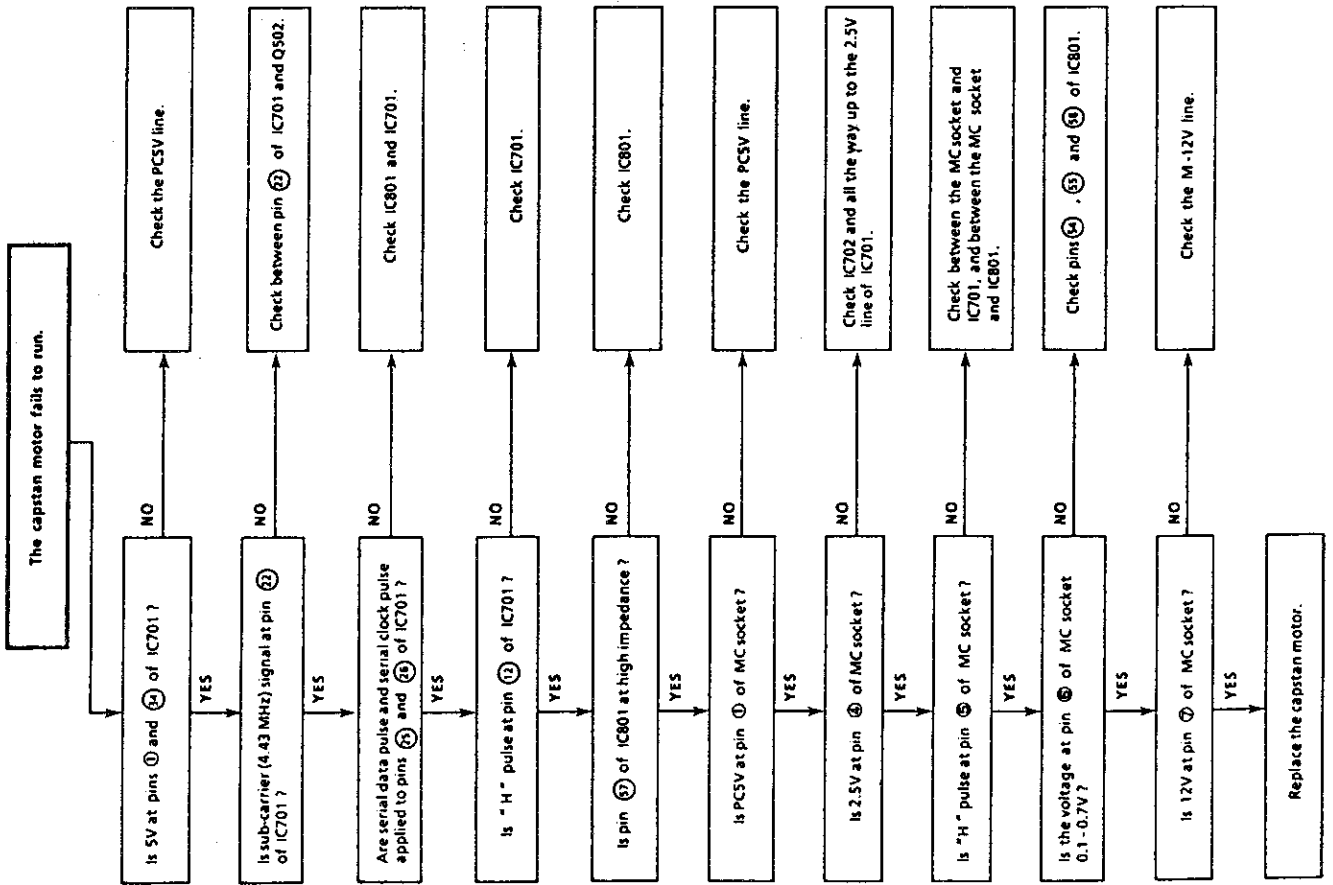 The capstan motor fails to run.
Is 5V at pins ① and ㉞ of IC701 ?
NO
Check the PC5V line.
YES
Is sub-carrier (4.43 MHz) signal at pin ㉒
of IC701 ?
NO
Check between pin ㉒ of IC701 and Q502.
YES
Are serial data pulse and serial clock pulse
applied to pins ㉕ and ㉖ of IC701 ?
NO
Check IC801 and IC701.
YES
Is "H" pulse at pin ⑫ of IC701 ?
NO
Check IC701.
YES
Is pin 57 of IC801 at high impedance ?
NO
Check IC801.
YES
Is PC5V at pin ① of MC socket ?
NO
Check the PC5V line.
YES
Is 2.5V at pin ④ of MC socket ?
NO
Check IC702 and all the way up to the 2.5V
line of IC701.
YES
Is "H" pulse at pin ⑤ of MC socket ?
NO
Check between the MC socket and
IC701, and between the MC socket
and IC801.
YES
Is the voltage at pin ⑥ of MC socket
0.1 - 0.7V ?
NO
Check pins 54 , 55 and 56 of IC801.
YES
Is 12V at pin ⑦ of MC socket ?
NO
Check the M-12V line.
YES
Replace the capstan motor.